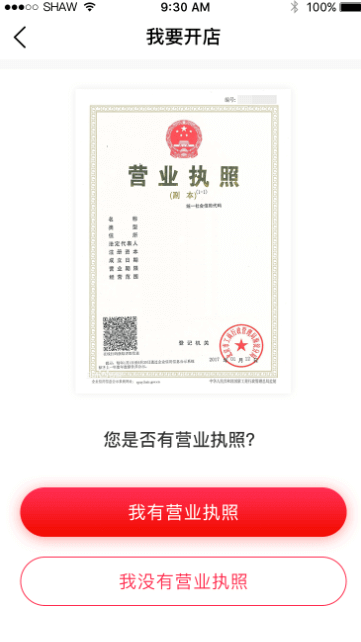 SHAW
9:30 AM
100%
我要开店
编号:
营业执照
(副 本)
统一社会信用代码
名 称
类 型
住 所
法定代表人
注册资本
成立日期
营业期限
经营范围
登记机关
您是否有营业执照?
我有营业执照
我没有营业执照